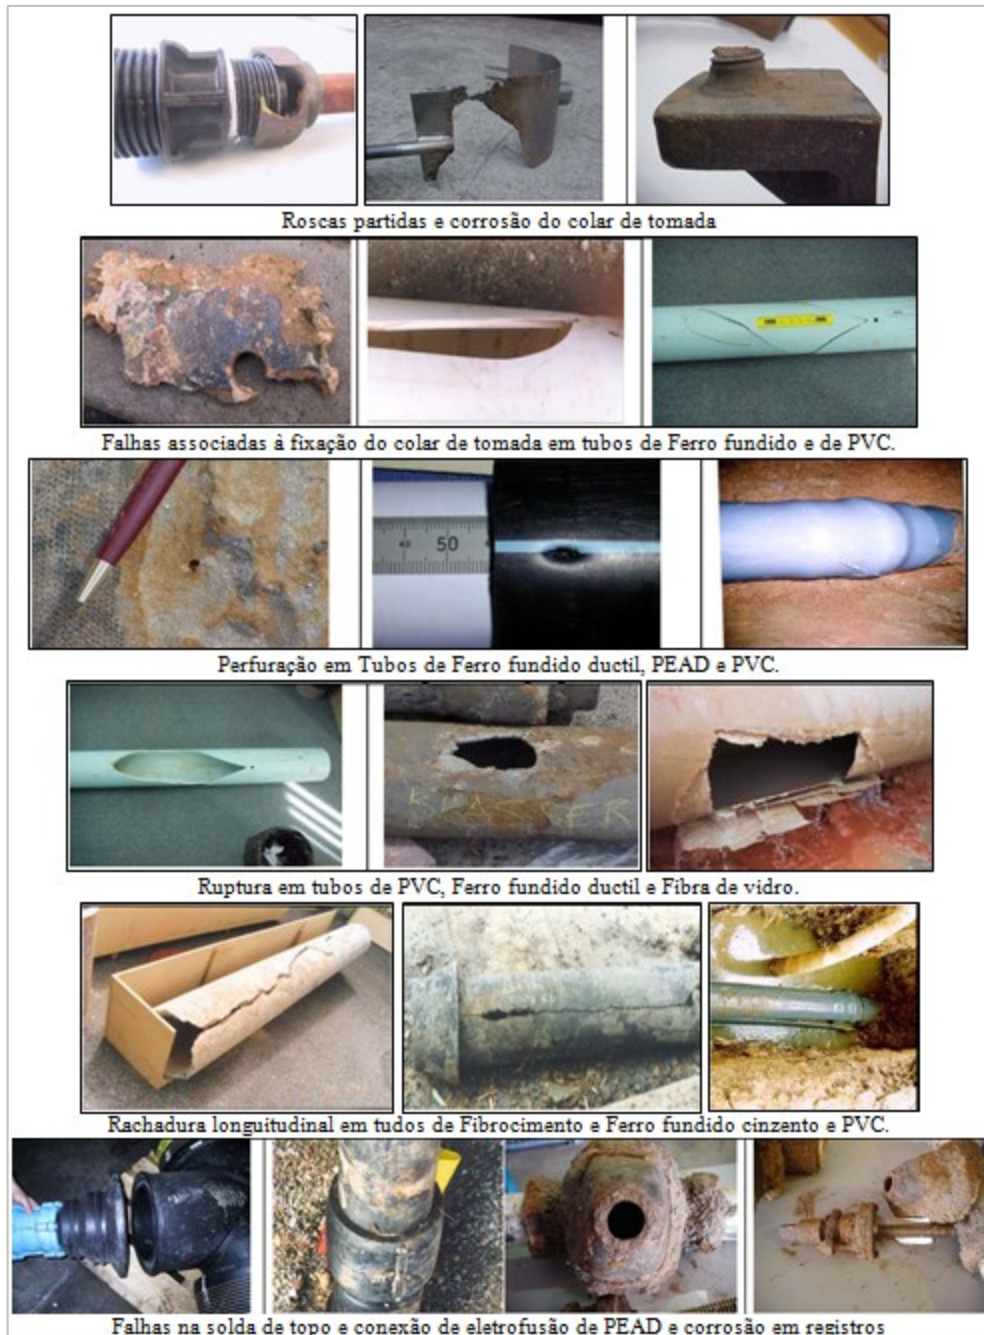 Roscas partidas e corrosão do colar de tomada
Falhas associadas à fixação do colar de tomada em tubos de Ferro fundido e de PVC.
50
Perfuração em Tubos de Ferro fundido ductil, PEAD e PVC.
Ruptura em tubos de PVC, Ferro fundido ductil e Fibra de vidro.
Rachadura longuitudinal em tudos de Fibrocimento e Ferro fundido cinzento e PVC.
Falhas na solda de topo e conexão de eletrofusão de PEAD e corrosão em registros